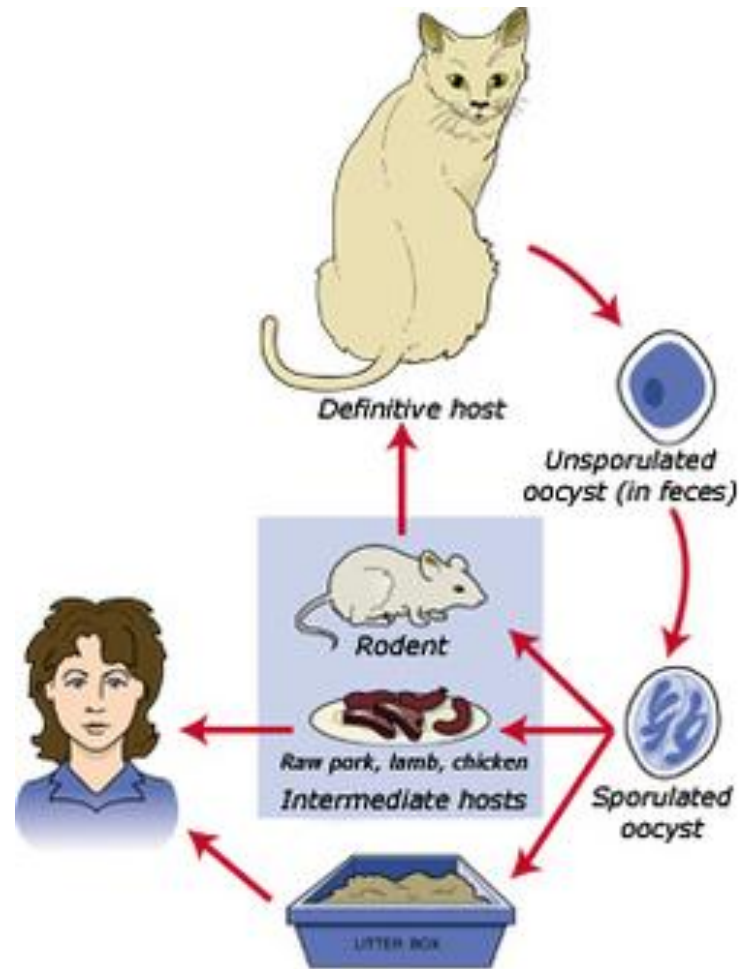 Definitive host
Unsporulated
oocyst (in feces)
Rodent
Raw pork, lamb, chicken
Intermediate hosts
Sporulated
oocyst
LITTER BOX